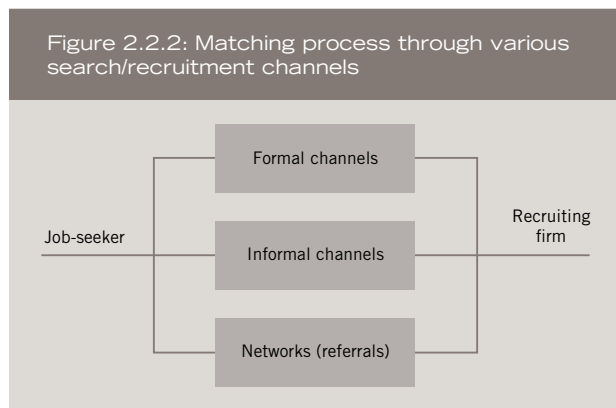 Figure 2.2.2: Matching process through various
search/recruitment channels
Formal channels
Job-seeker
Informal channels
Recruiting
firm
Networks (referrals)